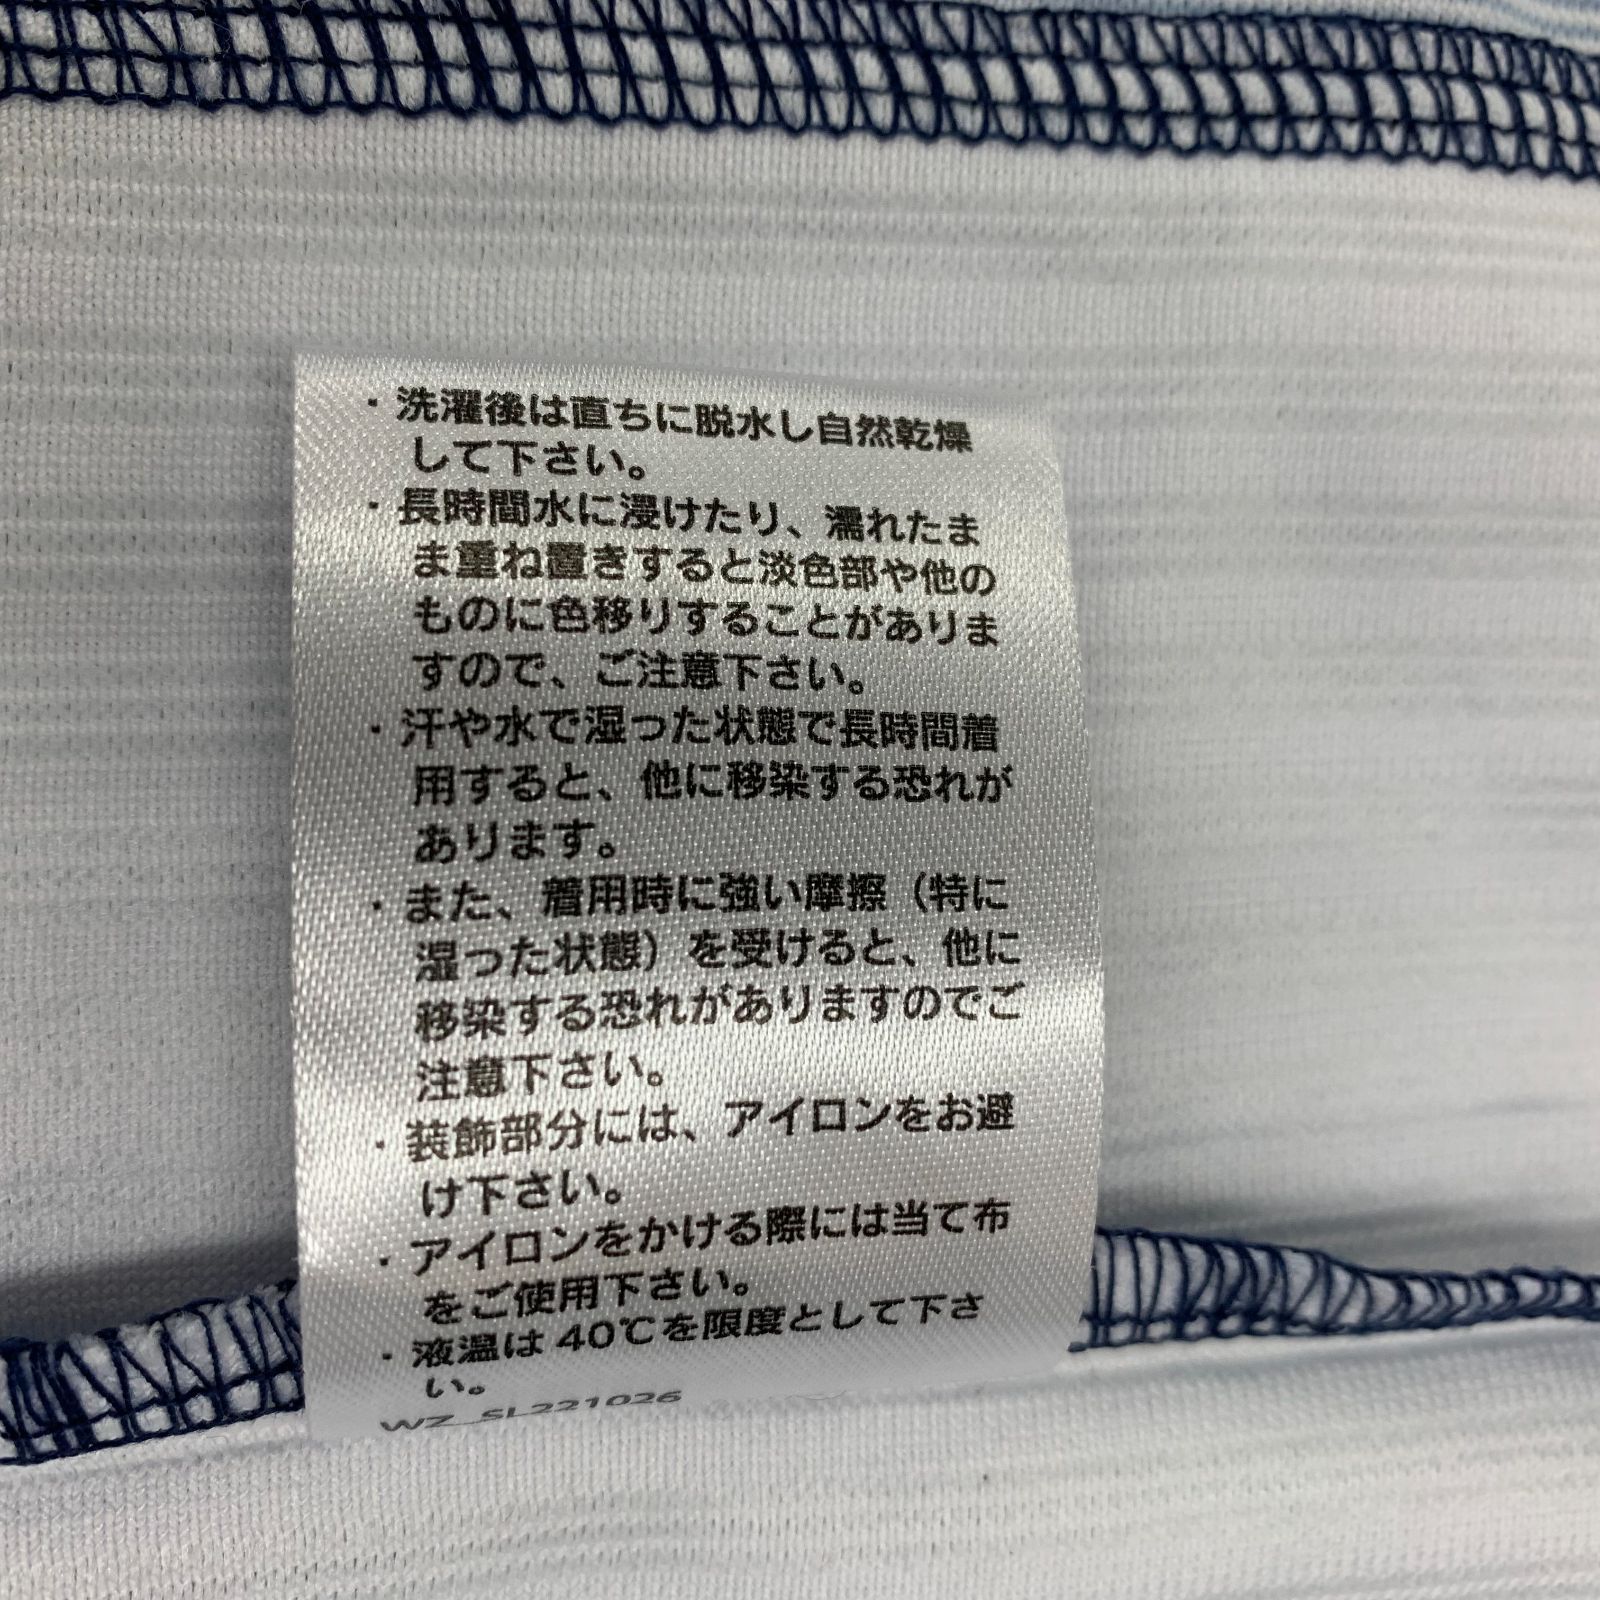 ・洗濯後は直ちに脱水し自然乾燥
して下さい。
・長時間水に浸けたり、濡れたま
ま重ね置きすると淡色部や他の
ものに色移りすることがありま
すので、ご注意下さい。
・汗や水で湿った状態で長時間着
用すると、他に移染する恐れが
あります。
・また、着用時に強い摩擦（特に
湿った状態）を受けると、他に
移染する恐れがありますのでご
注意下さい。
・装飾部分には、アイロンをお避
け下さい。
・アイロンをかける際には当て布
をご使用下さい。
・液温は40℃を限度として下さ
い。
WZ SL221026